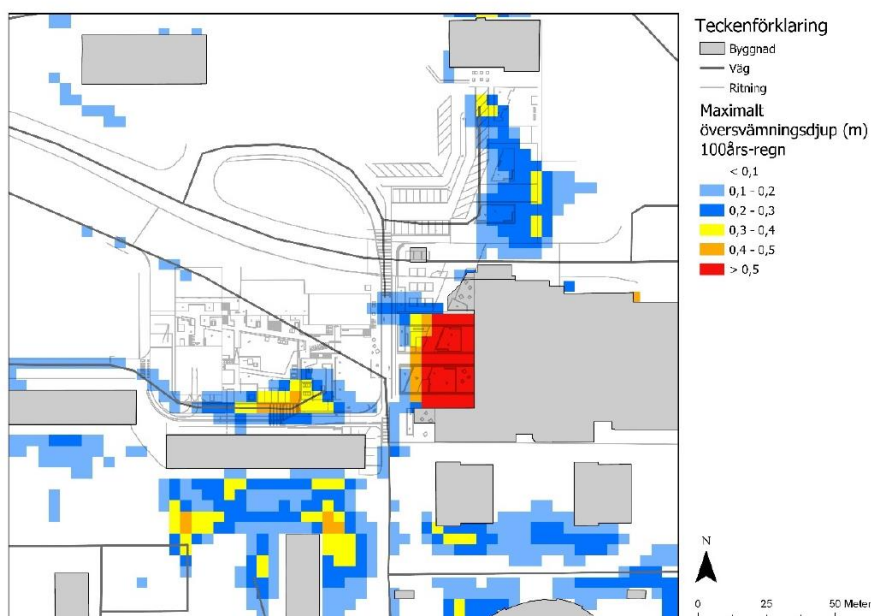 Teckenförklaring
Byggnad
Väg
Ritning
Maximalt
översvämningsdjup (m)
100års-regn
< 0,1
0,1 - 0,2
0,2 - 0,3
0,3 - 0,4
0,4 - 0,5
> 0,5
N
0 25 50 Meter